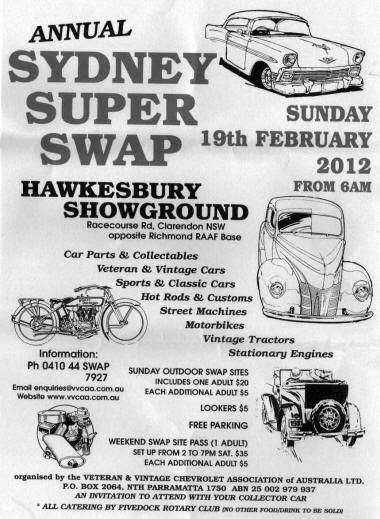 ANNUAL
SYDNEY
SUPER
SWAP
SUNDAY
19th FEBRUARY
2012
FROM 6AM
HAWKESBURY
SHOWGROUND
Racecourse Rd, Clarendon NSW
opposite Richmond RAAF Base
Car Parts & Collectables
Veteran & Vintage Cars
Sports & Classic Cars
Hot Rods & Customs
Street Machines
Motorbikes
Vintage Tractors
Stationary Engines
Information:
Ph 0410 44 SWAP
7927
Email enquiries@vvcaa.com.au
Website www.vvcaa.com.au
SUNDAY OUTDOOR SWAP SITES
INCLUDES ONE ADULT $20
EACH ADDITIONAL ADULT $5
LOOKERS $5
FREE PARKING
WEEKEND SWAP SITE PASS (1 ADULT)
SET UP FROM 2 TO 7PM SAT. $35
EACH ADDITIONAL ADULT $5
organised by the VETERAN & VINTAGE CHEVROLET ASSOCIATION of AUSTRALIA LTD.
P.O. BOX 2064, NTH PARRAMATTA 1750 ABN 25 002 979 937
AN INVITATION TO ATTEND WITH YOUR COLLECTOR CAR
* ALL CATERING BY FIVEDOCK ROTARY CLUB (NO OTHER FOOD/DRINK TO BE SOLD)